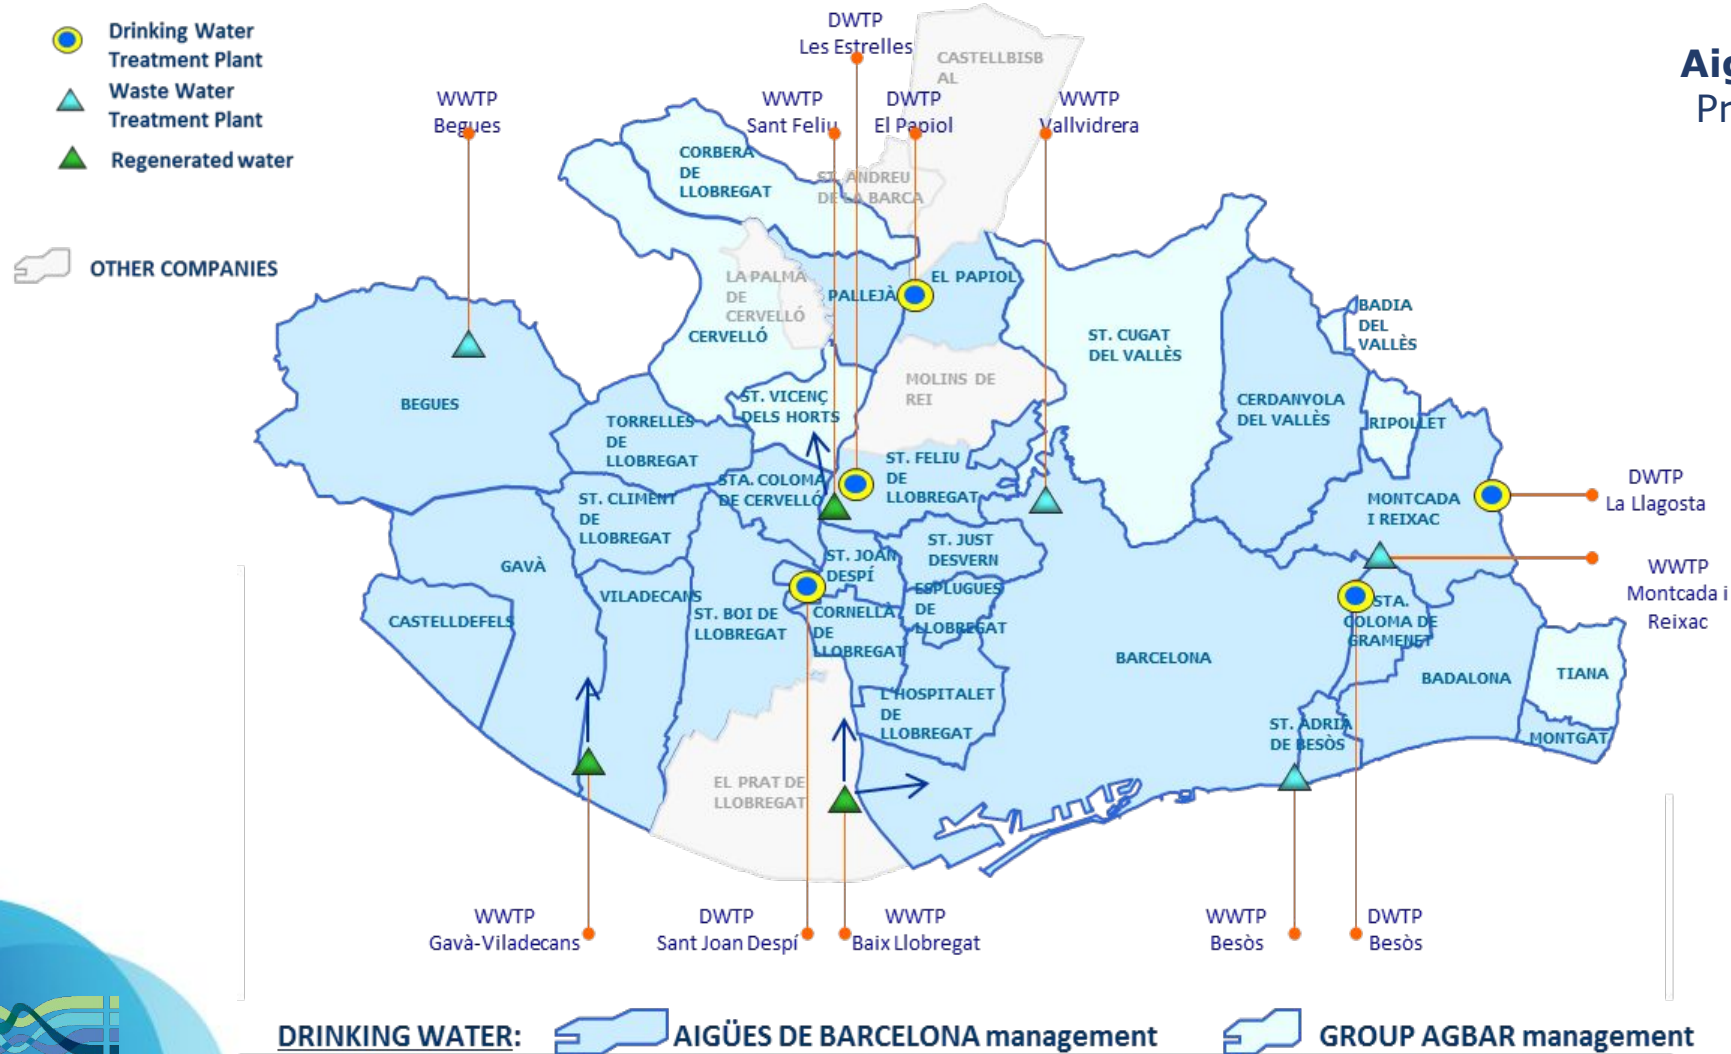 Drinking Water
Treatment Plant
Waste Water
Treatment Plant
Regenerated water
OTHER COMPANIES
DWTP
Les Estrelles
WWTP
Begues
WWTP
Sant Feliu
DWTP
El Papiol
WWTP
Vallvidrera
CASTELLBISB
AL
CORBERA
DE
LLOBREGAT
ST. ANDREU
DE LA BARCA
LA PALMA
DE
CERVELLÓ
CERVELLÓ
PALLEJÀ
EL PAPIOL
ST. CUGAT
DEL VALLÈS
BADIA
DEL
VALLÈS
MOLINS DE
REI
BEGUES
TORRELLES
DE
LLOBREGAT
ST. VICENÇ
DELS HORTS
CERDANYOLA
DEL VALLÈS
RIPOLLET
STA. COLOMA
DE CERVELLÓ
ST. FELIU
DE
LLOBREGAT
MONTCADA
I REIXAC
DWTP
La Llagosta
ST. CLIMENT
DE
LLOBREGAT
GAVÀ
ST. JOAN
DESPÍ
ST. JUST
DESVERN
WWTP
Montcada i
Reixac
CASTELLDEFELS
VILADECANS
ST. BOI DE
LLOBREGAT
CORNELLÀ
DE
LLOBREGAT
ESPLUGUES
DE
LLOBREGAT
STA.
COLOMA DE
GRAMENET
BARCELONA
BADALONA
TIANA
L'HOSPITALET
DE
LLOBREGAT
ST. ADRIÀ
DE BESÒS
MONTGAT
EL PRAT DE
LLOBREGAT
WWTP
Gavà-Viladecans
DWTP
Sant Joan Despí
WWTP
Baix Llobregat
WWTP
Besòs
DWTP
Besòs
DRINKING WATER:
AIGÜES DE BARCELONA management
GROUP AGBAR management